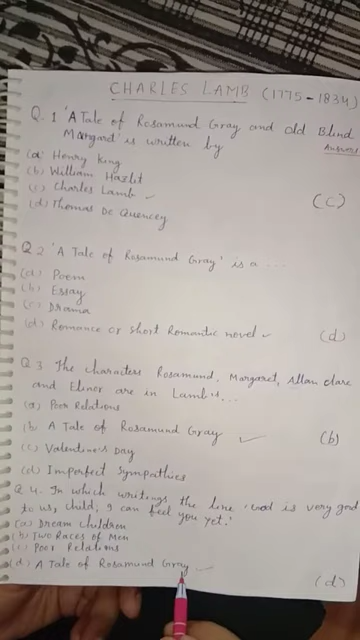 CHARLES LAMB (1775-1834)
Q.1 'A Tale of Rosamund Gray and old Blind
Margard' is written by
Answer
(a) Henry King
(b) William Hazlit
(c) Charles Lamb ✓
(d) Thomas De Quencey
(C)
Q 2 'A Tale of Rosamund Gray' is a ...
(a) Poem
(b) Essay
(c) Drama
(d) Romance or short Romantic novel ✓
(d)
Q 3 The characters Rosamund, Margaret, Allan clare
and Elinor are in Lamb's...
(a) Poor Relations
(b) A Tale of Rosamund Gray ✓
(b)
(c) Valentine's Day
(d) Imperfect Sympathies
Q 4. In which writings the line 'God is very good
to us, child, I can feel you yet.'
(a) Dream children
(b) Two Races of Men
(c) Poor Relations
(d) A Tale of Rosamund Gray ✓
(d)